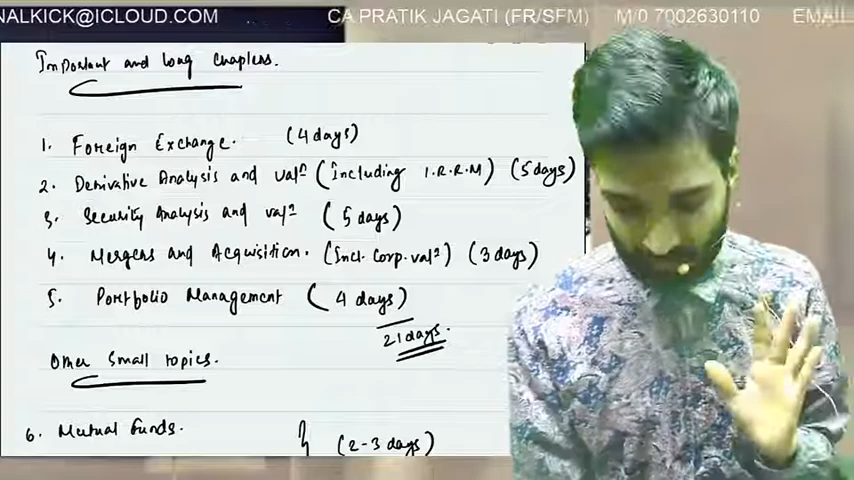 NALKICK@ICLOUD.COM CA PRATIK JAGATI (FR/SFM) M/0 7002630110 EMAIL
Important and long chapters.
1. Foreign Exchange. (4 days)
2. Derivative Analysis and valⁿ (Including I.R.R.M) (5 days)
3. Security Analysis and valⁿ (5 days)
4. Mergers and Acquisition. (Incl. Corp. valⁿ) (3 days)
5. Portfolio Management (4 days)
21 days.
Other Small topics.
6. Mutual funds. (2-3 days)